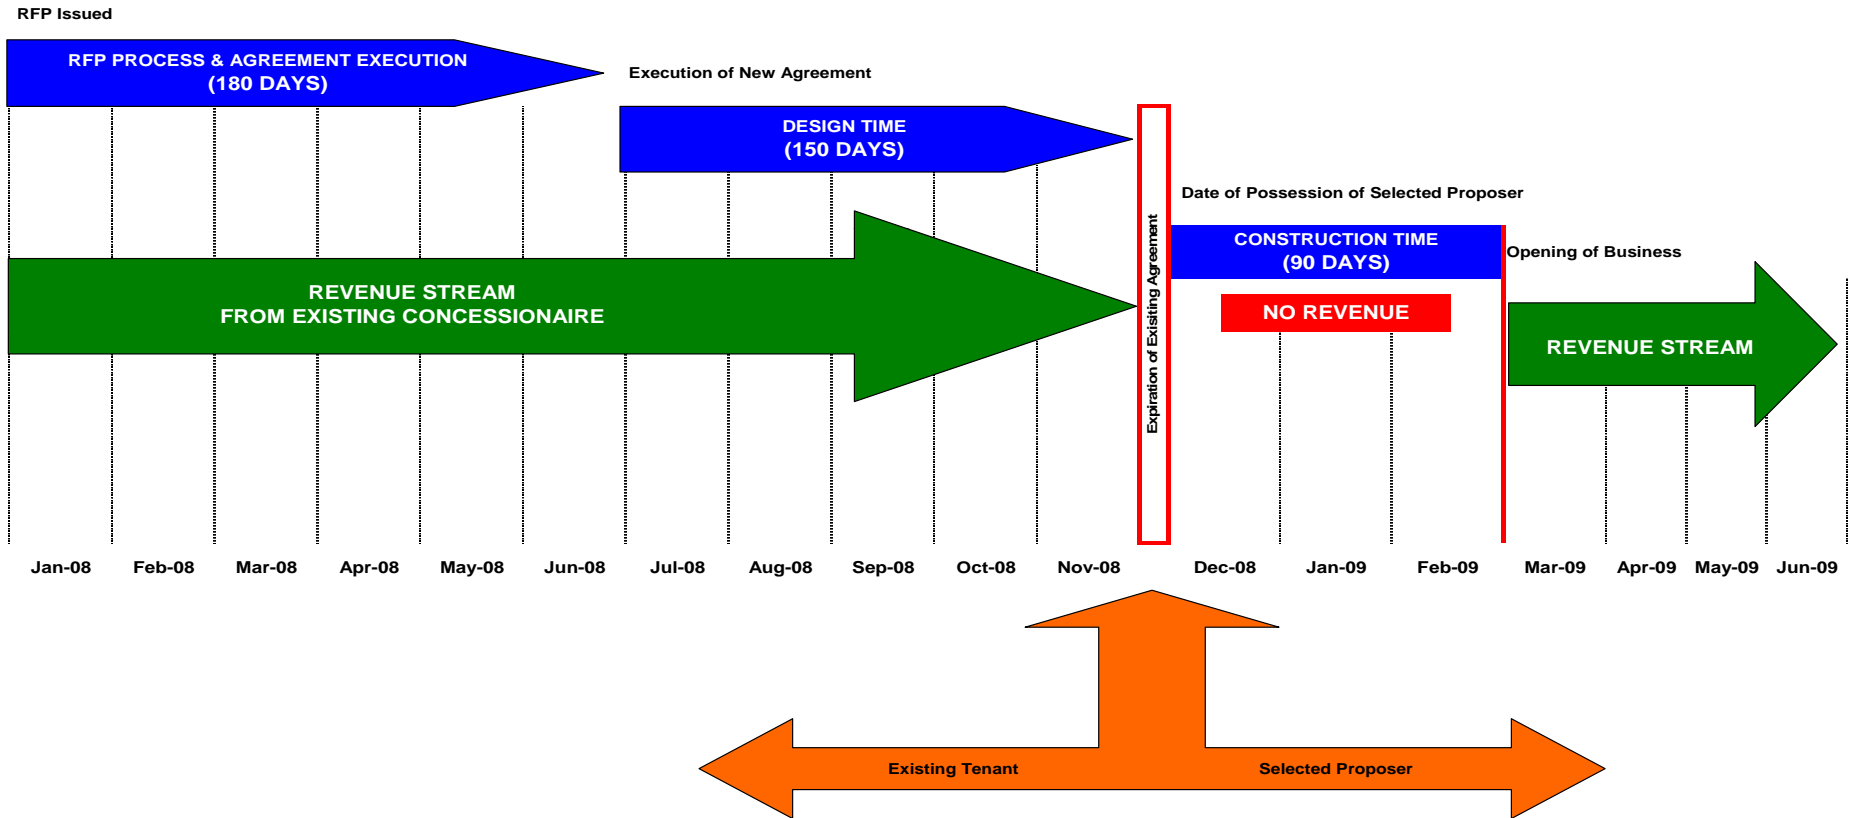 RFP Issued
RFP PROCESS & AGREEMENT EXECUTION
(180 DAYS)
Execution of New Agreement
DESIGN TIME
(150 DAYS)
Expiration of Exisiting Agreement
Date of Possession of Selected Proposer
CONSTRUCTION TIME
(90 DAYS)
Opening of Business
REVENUE STREAM
FROM EXISTING CONCESSIONAIRE
NO REVENUE
REVENUE STREAM
Jan-08 Feb-08 Mar-08 Apr-08 May-08 Jun-08 Jul-08 Aug-08 Sep-08 Oct-08 Nov-08 Dec-08 Jan-09 Feb-09 Mar-09 Apr-09 May-09 Jun-09
Existing Tenant
Selected Proposer